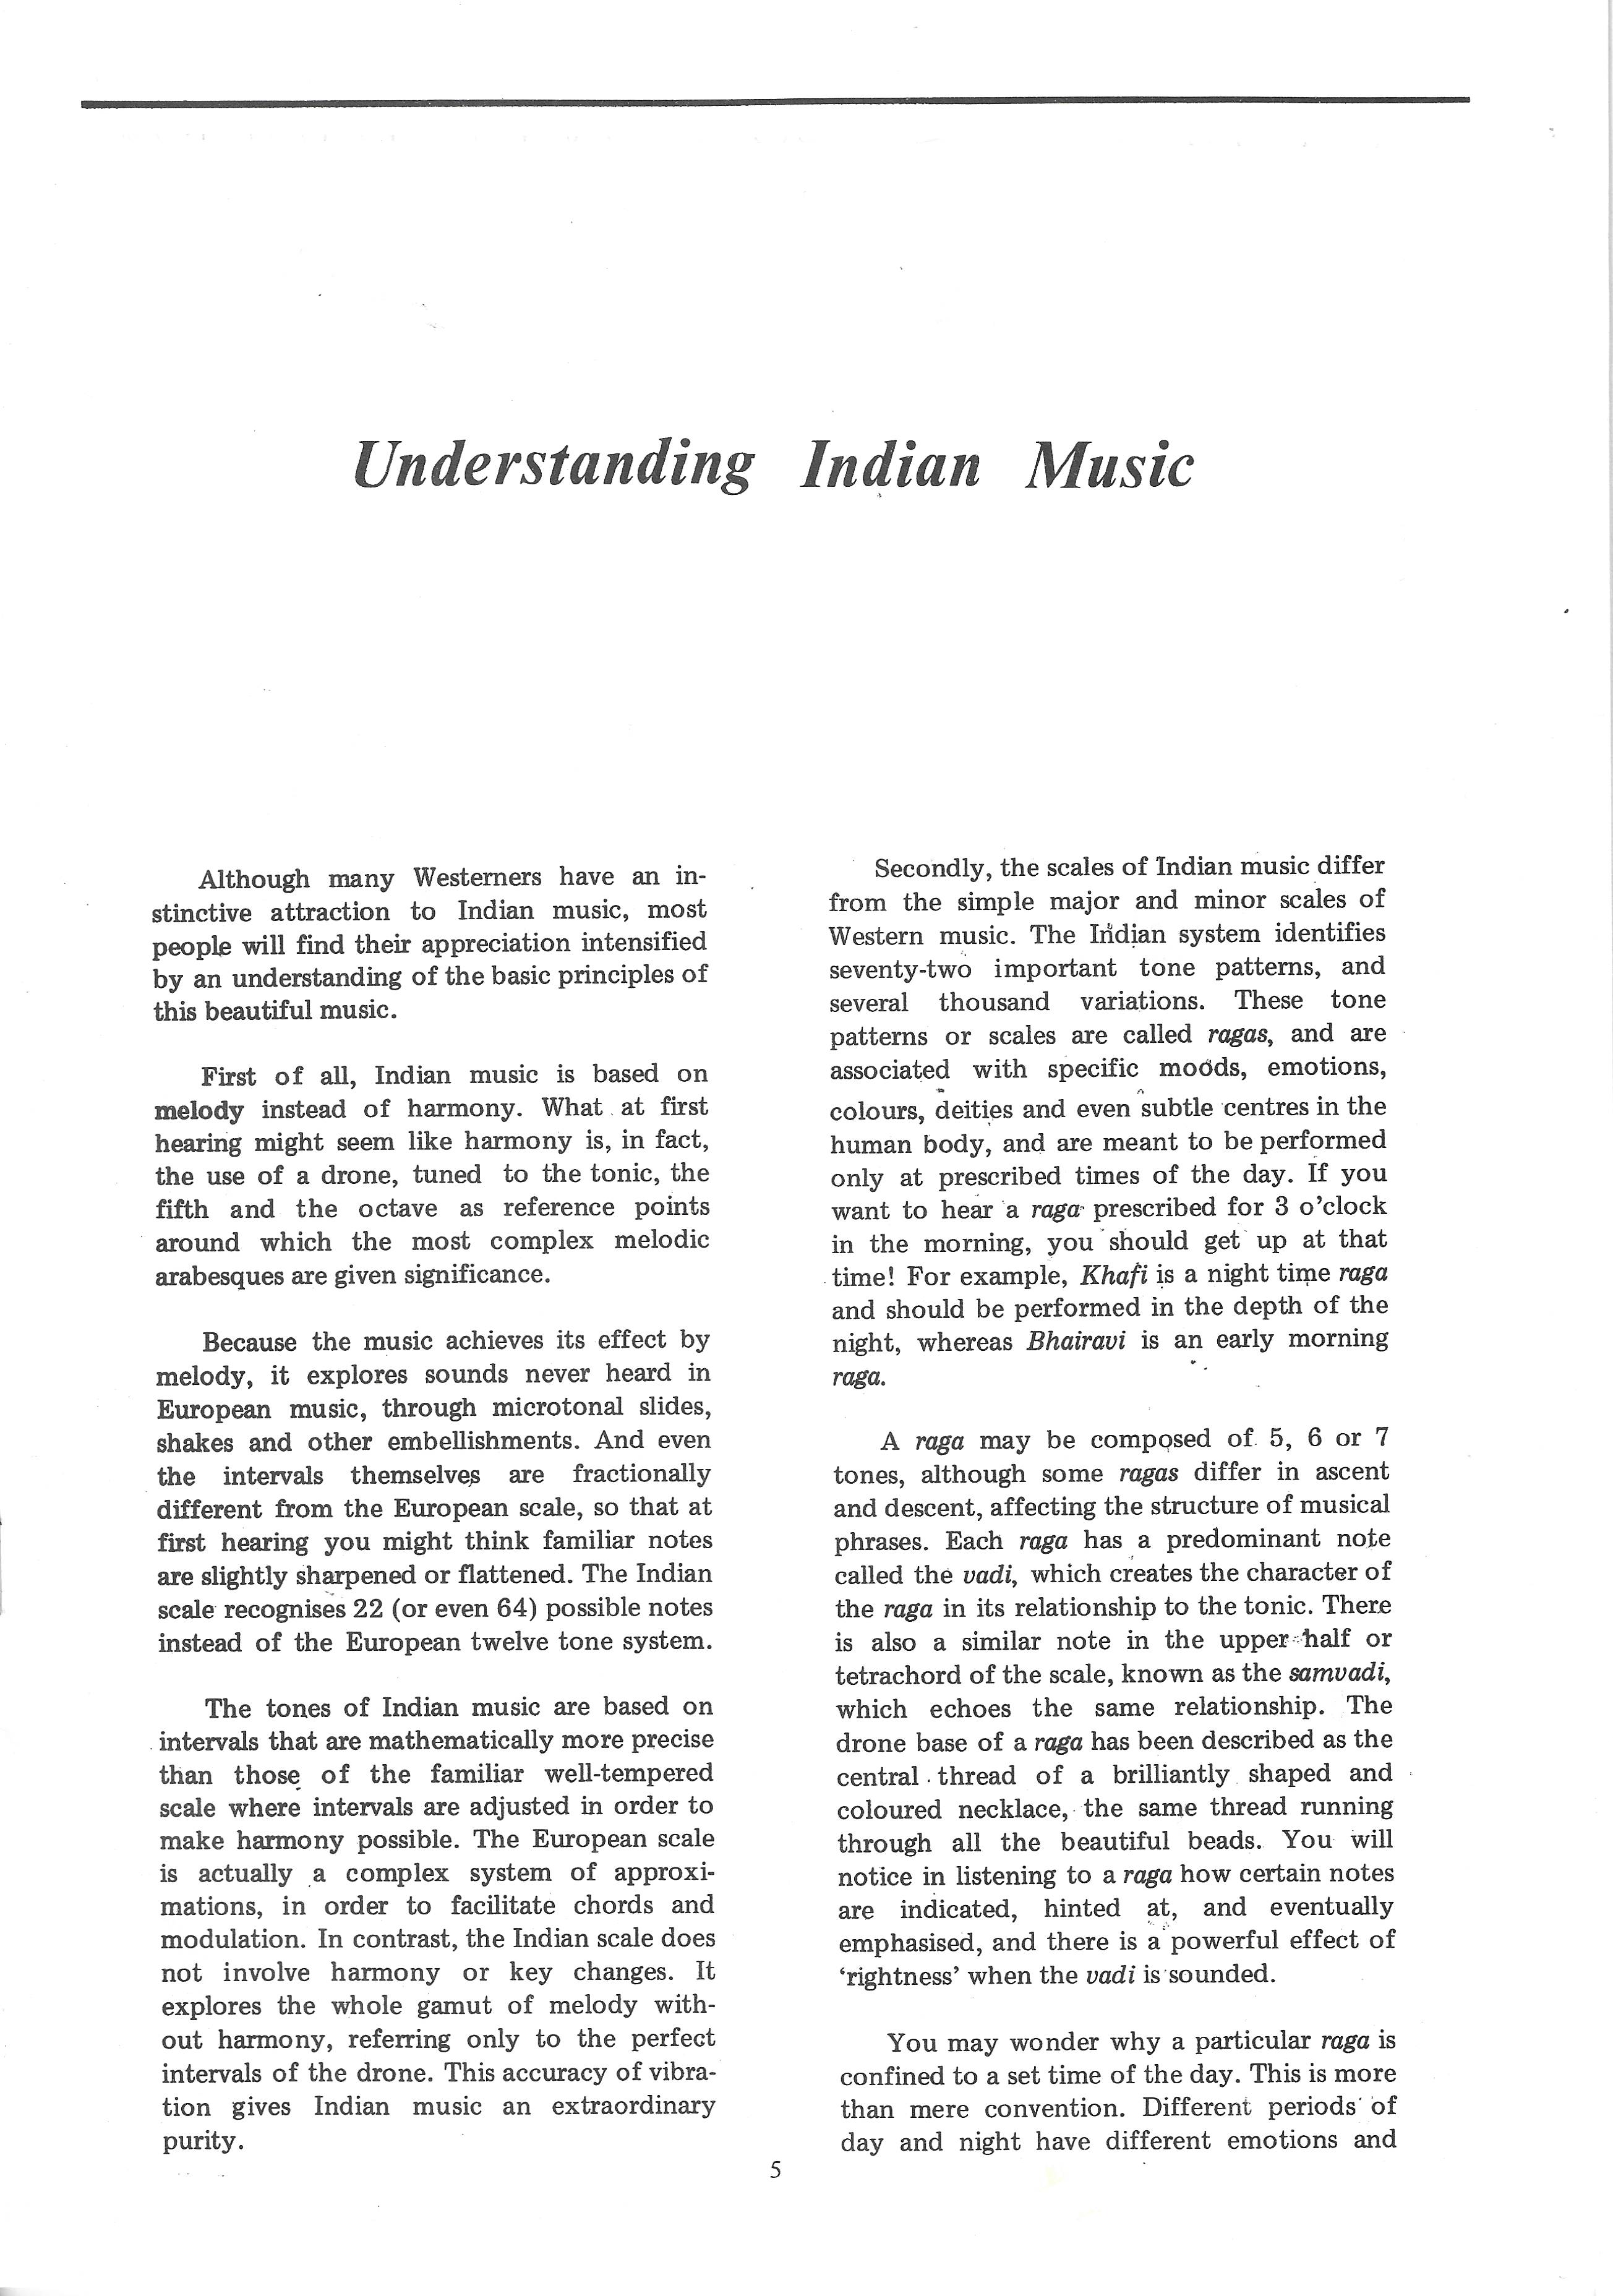 Understanding Indian Music
Although many Westerners have an in-
stinctive attraction to Indian music, most
people will find their appreciation intensified
by an understanding of the basic principles of
this beautiful music.
First of all, Indian music is based on
melody instead of harmony. What at first
hearing might seem like harmony is, in fact,
the use of a drone, tuned to the tonic, the
fifth and the octave as reference points
around which the most complex melodic
arabesques are given significance.
Because the music achieves its effect by
melody, it explores sounds never heard in
European music, through microtonal slides,
shakes and other embellishments. And even
the intervals themselves are fractionally
different from the European scale, so that at
first hearing you might think familiar notes
are slightly sharpened or flattened. The Indian
scale recognises 22 (or even 64) possible notes
instead of the European twelve tone system.
The tones of Indian music are based on
intervals that are mathematically more precise
than those of the familiar well-tempered
scale where intervals are adjusted in order to
make harmony possible. The European scale
is actually a complex system of approxi-
mations, in order to facilitate chords and
modulation. In contrast, the Indian scale does
not involve harmony or key changes. It
explores the whole gamut of melody with-
out harmony, referring only to the perfect
intervals of the drone. This accuracy of vibra-
tion gives Indian music an extraordinary
purity.
Secondly, the scales of Indian music differ
from the simple major and minor scales of
Western music. The Indian system identifies
seventy-two important tone patterns, and
several thousand variations. These tone
patterns or scales are called ragas, and are
associated with specific moods, emotions,
colours, deities and even subtle centres in the
human body, and are meant to be performed
only at prescribed times of the day. If you
want to hear a raga prescribed for 3 o'clock
in the morning, you should get up at that
time! For example, Khafi is a night time raga
and should be performed in the depth of the
night, whereas Bhairavi is an early morning
raga.
A raga may be composed of 5, 6 or 7
tones, although some ragas differ in ascent
and descent, affecting the structure of musical
phrases. Each raga has a predominant note
called the vadi, which creates the character of
the raga in its relationship to the tonic. There
is also a similar note in the upper half or
tetrachord of the scale, known as the samvadi,
which echoes the same relationship. The
drone base of a raga has been described as the
central thread of a brilliantly shaped and
coloured necklace, the same thread running
through all the beautiful beads. You will
notice in listening to a raga how certain notes
are indicated, hinted at, and eventually
emphasised, and there is a powerful effect of
‘rightness’ when the vadi is sounded.
You may wonder why a particular raga is
confined to a set time of the day. This is more
than mere convention. Different periods of
day and night have different emotions and
5